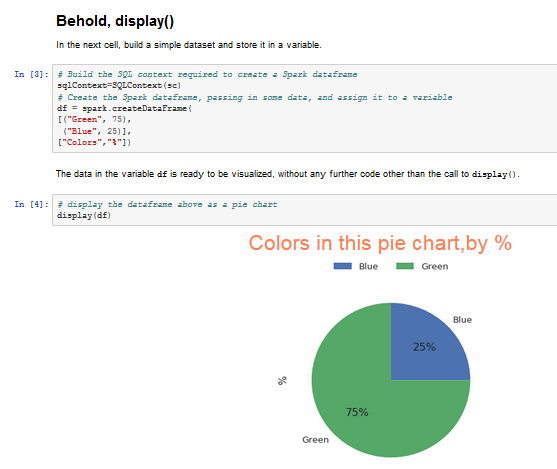 Behold, display()
In the next cell, build a simple dataset and store it in a variable.
In [3]:
# Build the SQL context required to create a Spark dataframe
sqlContext=SQLContext(sc)
# Create the Spark dataframe, passing in some data, and assign it to a variable
df = spark.createDataFrame(
[("Green", 75),
("Blue", 25)],
["Colors","%"])
The data in the variable df is ready to be visualized, without any further code other than the call to display().
In [4]:
# display the dataframe above as a pie chart
display(df)
Colors in this pie chart,by %
Blue Green
Blue
25%
%
75%
Green